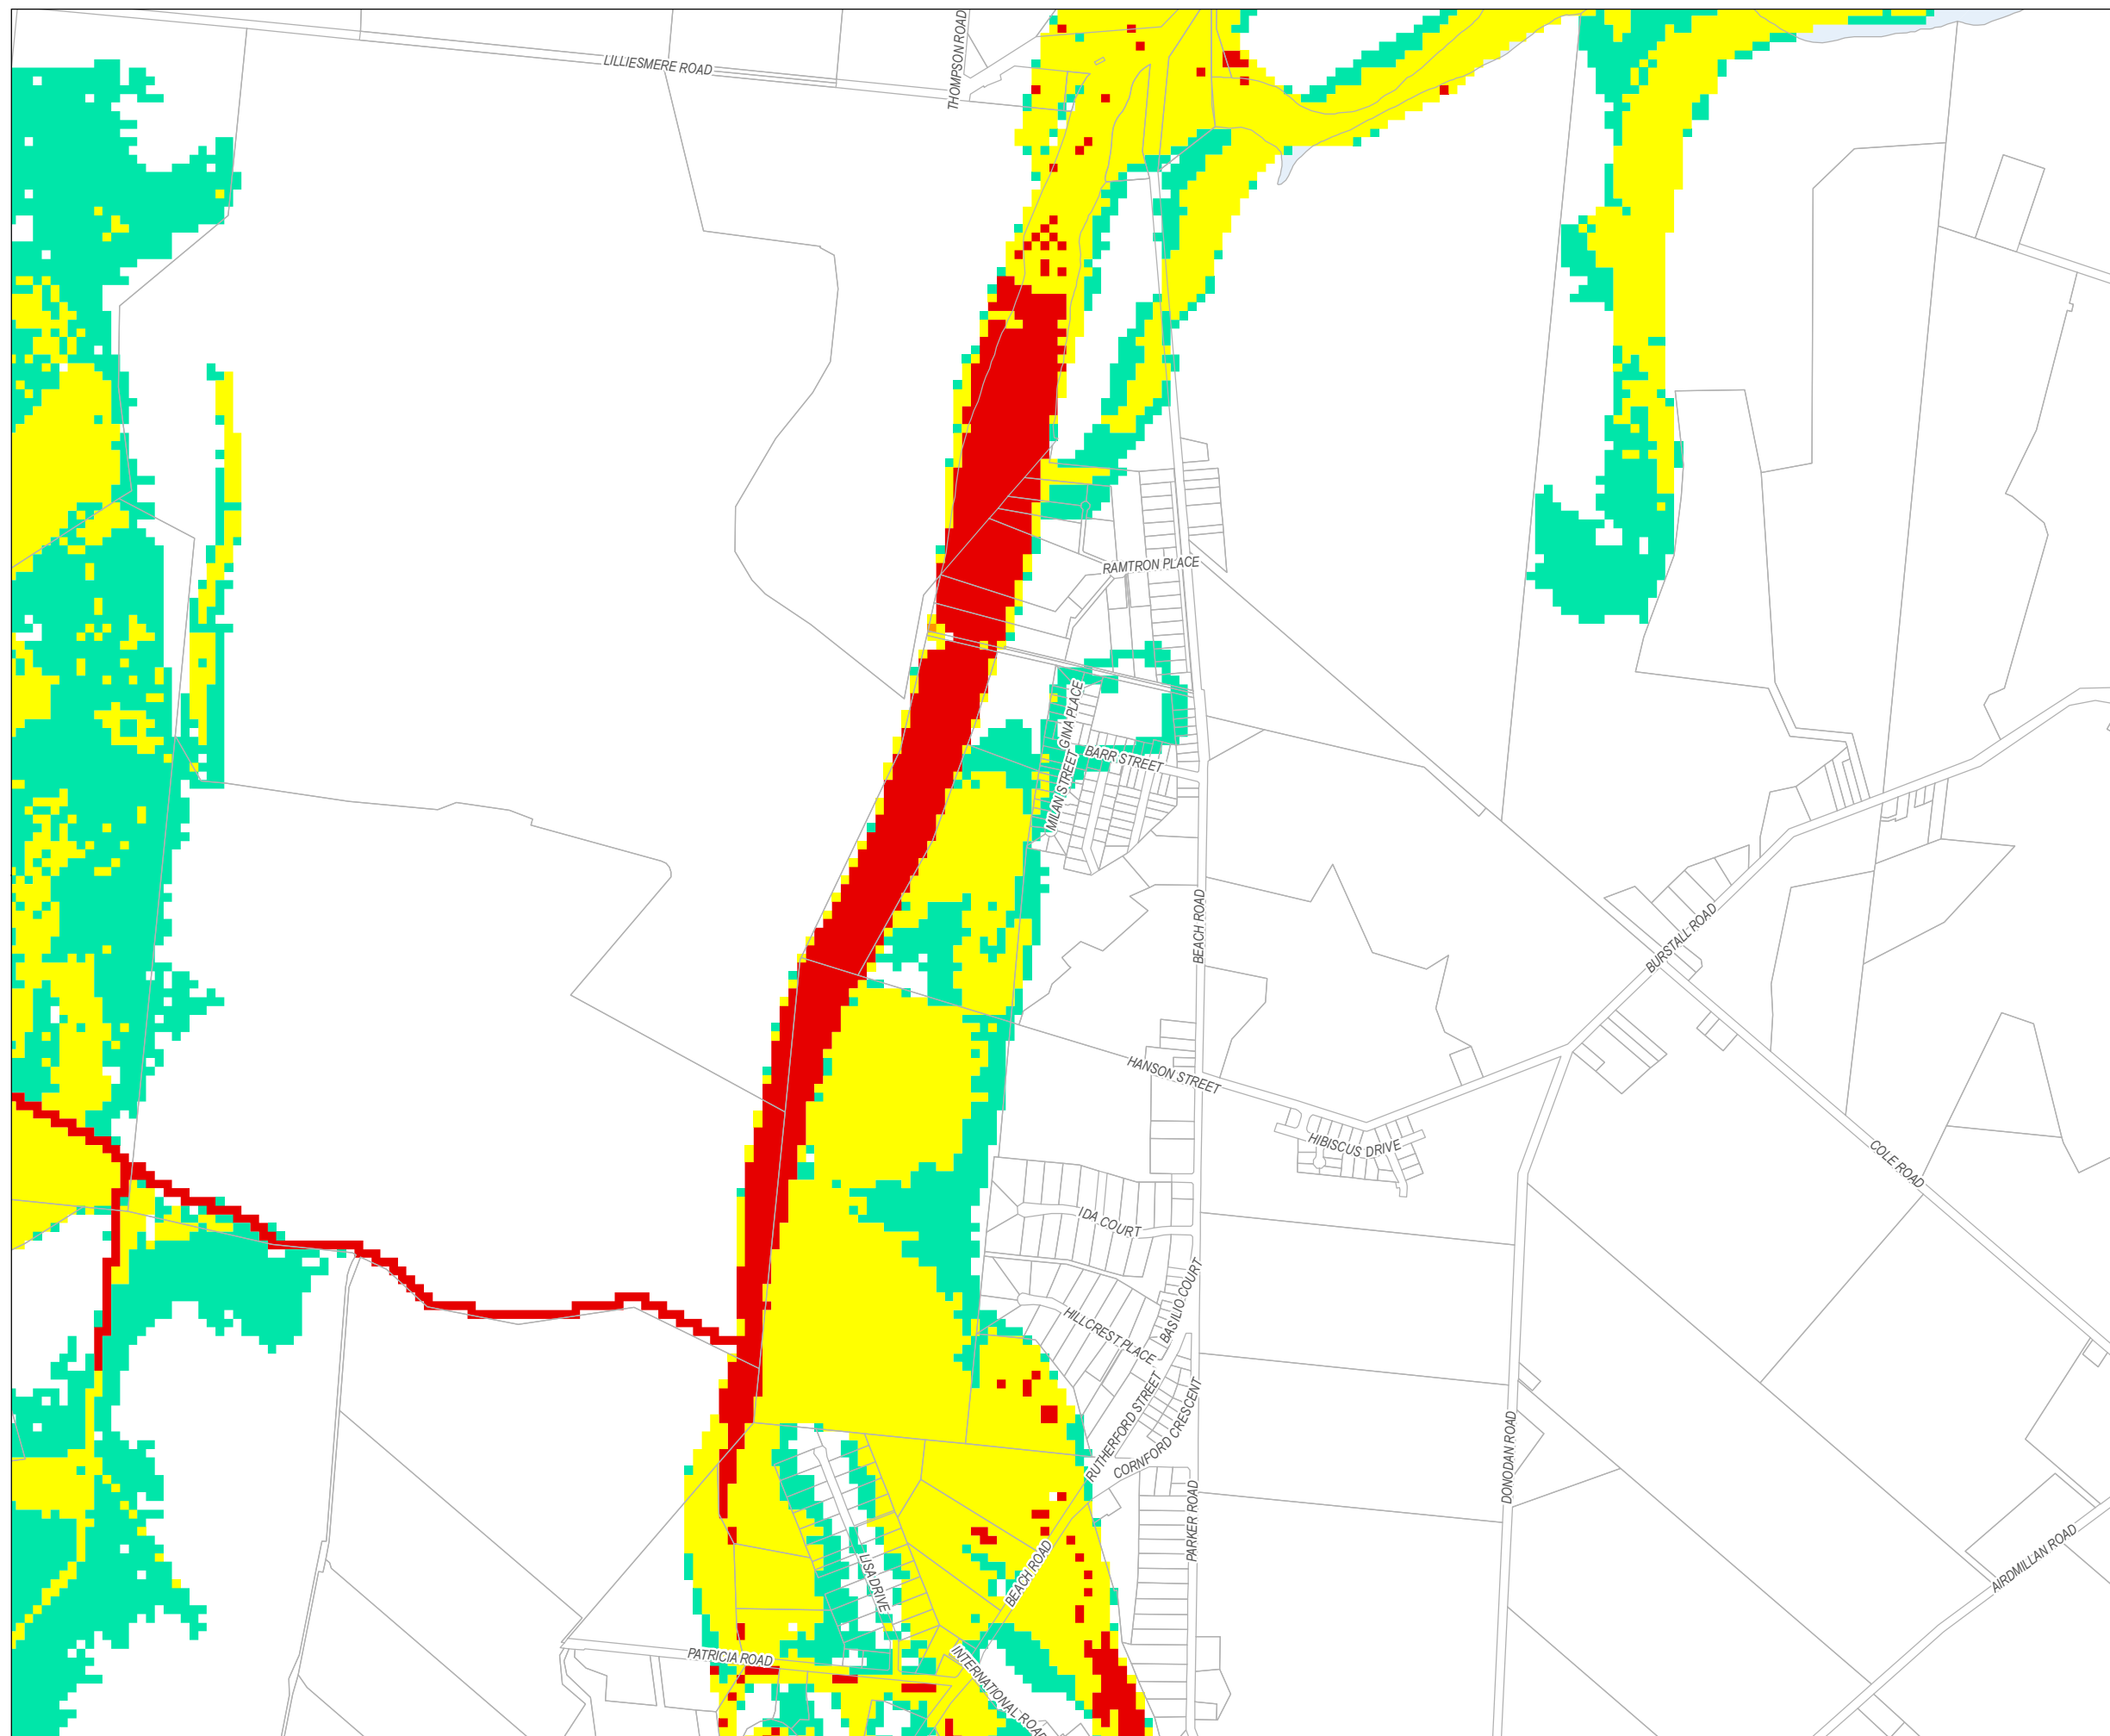 LILLIESMERE ROAD
THOMPSON ROAD
RAMTRON PLACE
GINA PLACE
BARR STREET
MILAN STREET
BEACH ROAD
BURSTALL ROAD
HANSON STREET
HIBISCUS DRIVE
COLE ROAD
IDA COURT
BASILIO COURT
HILLCREST PLACE
RUTHERFORD STREET
CORNFORD CRESCENT
DONODAN ROAD
PARKER ROAD
LISA DRIVE
BEACH ROAD
AIRDMILLAN ROAD
PATRICIA ROAD
INTERNATIONAL ROAD